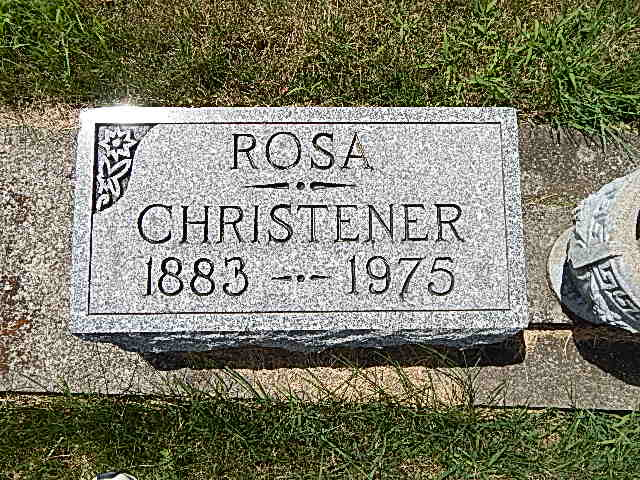 ROSA
CHRISTENER
1883 - 1975